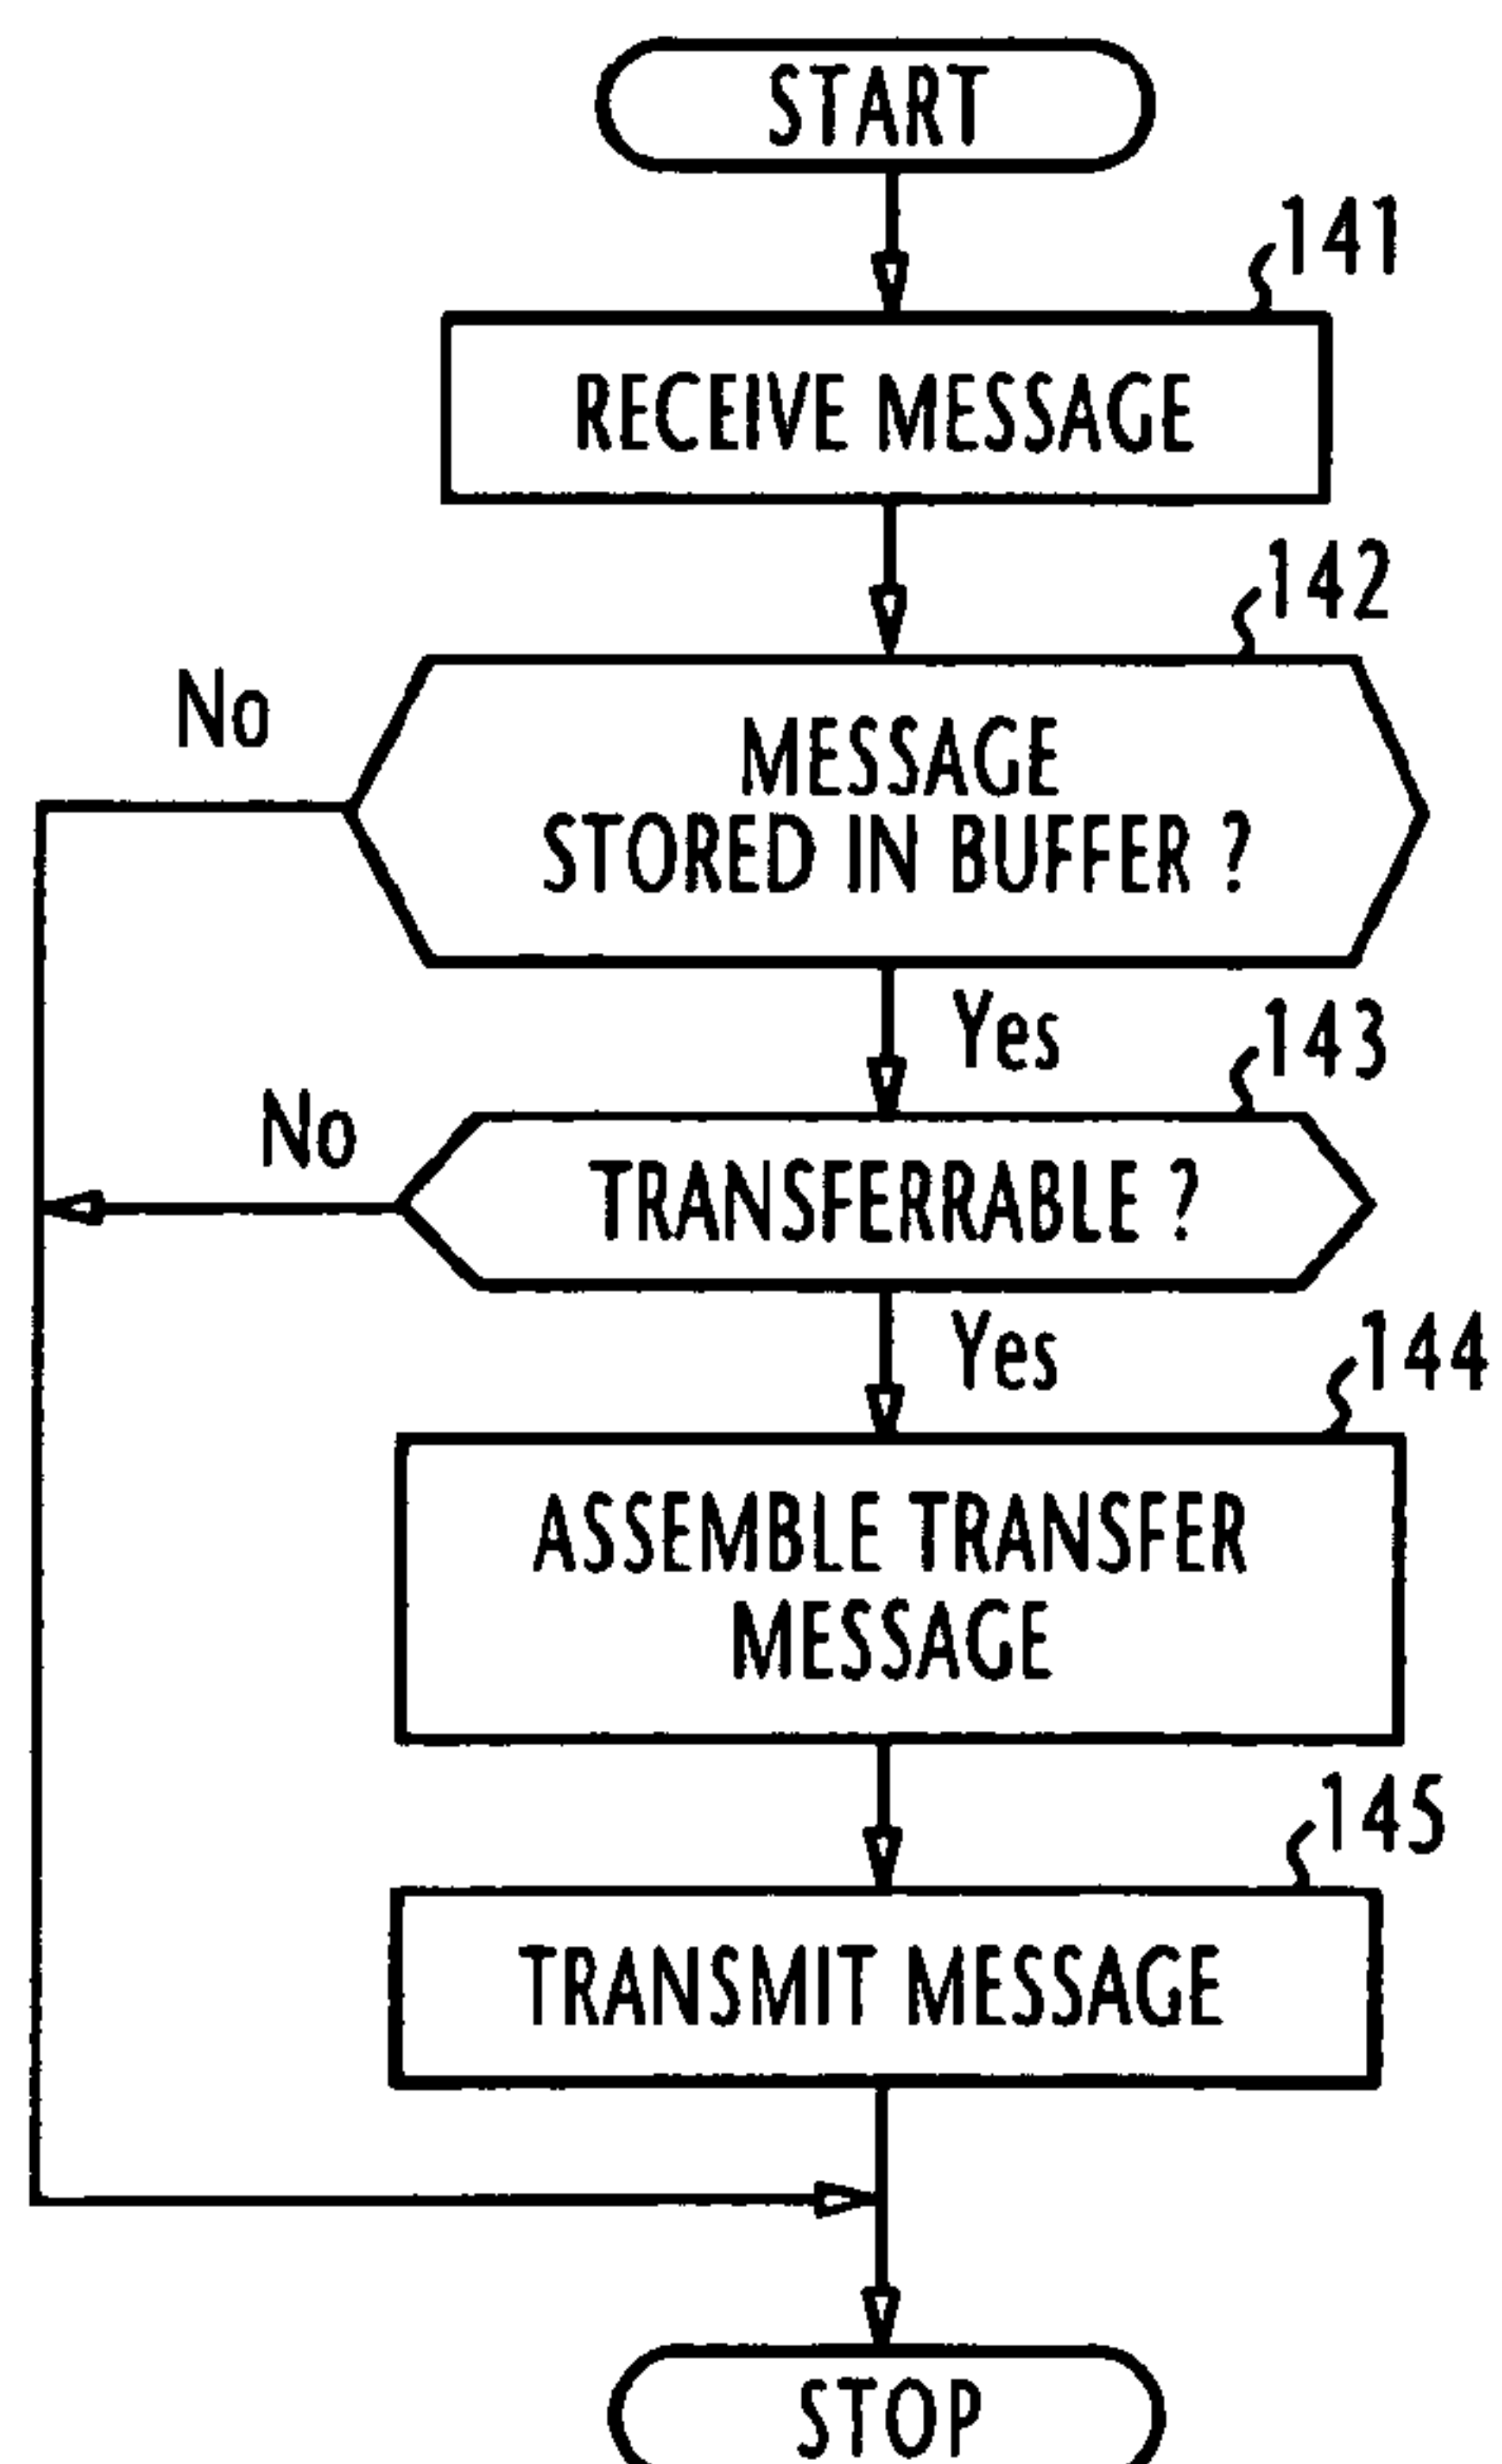 START
141
RECEIVE MESSAGE
142
No
MESSAGE
STORED IN BUFFER ?
Yes
143
No
TRANSFERRABLE ?
Yes
144
ASSEMBLE TRANSFER
MESSAGE
145
TRANSMIT MESSAGE
STOP